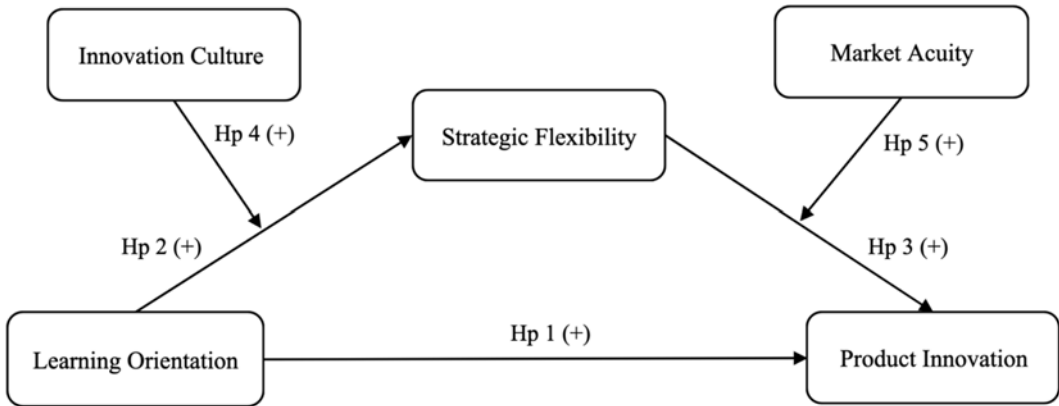 Innovation Culture
Market Acuity
Hp 4 (+)
Strategic Flexibility
Hp 5 (+)
Hp 2 (+)
Hp 3 (+)
Hp 1 (+)
Learning Orientation
Product Innovation